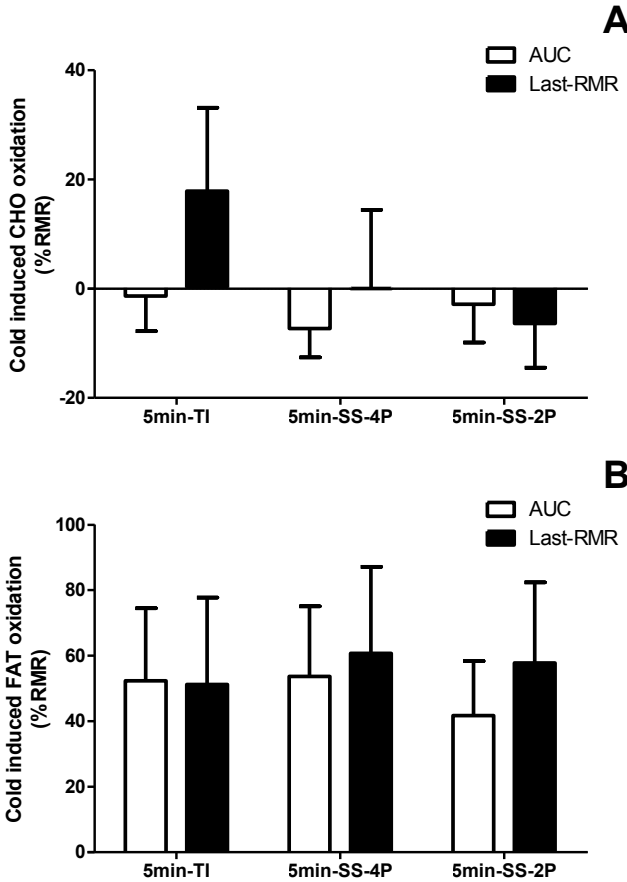 A
AUC
Last-RMR
Cold induced CHO oxidation
(%RMR)
40
20
0
-20
5min-TI 5min-SS-4P 5min-SS-2P
B
AUC
Last-RMR
Cold induced FAT oxidation
(%RMR)
100
80
60
40
20
0
5min-TI 5min-SS-4P 5min-SS-2P